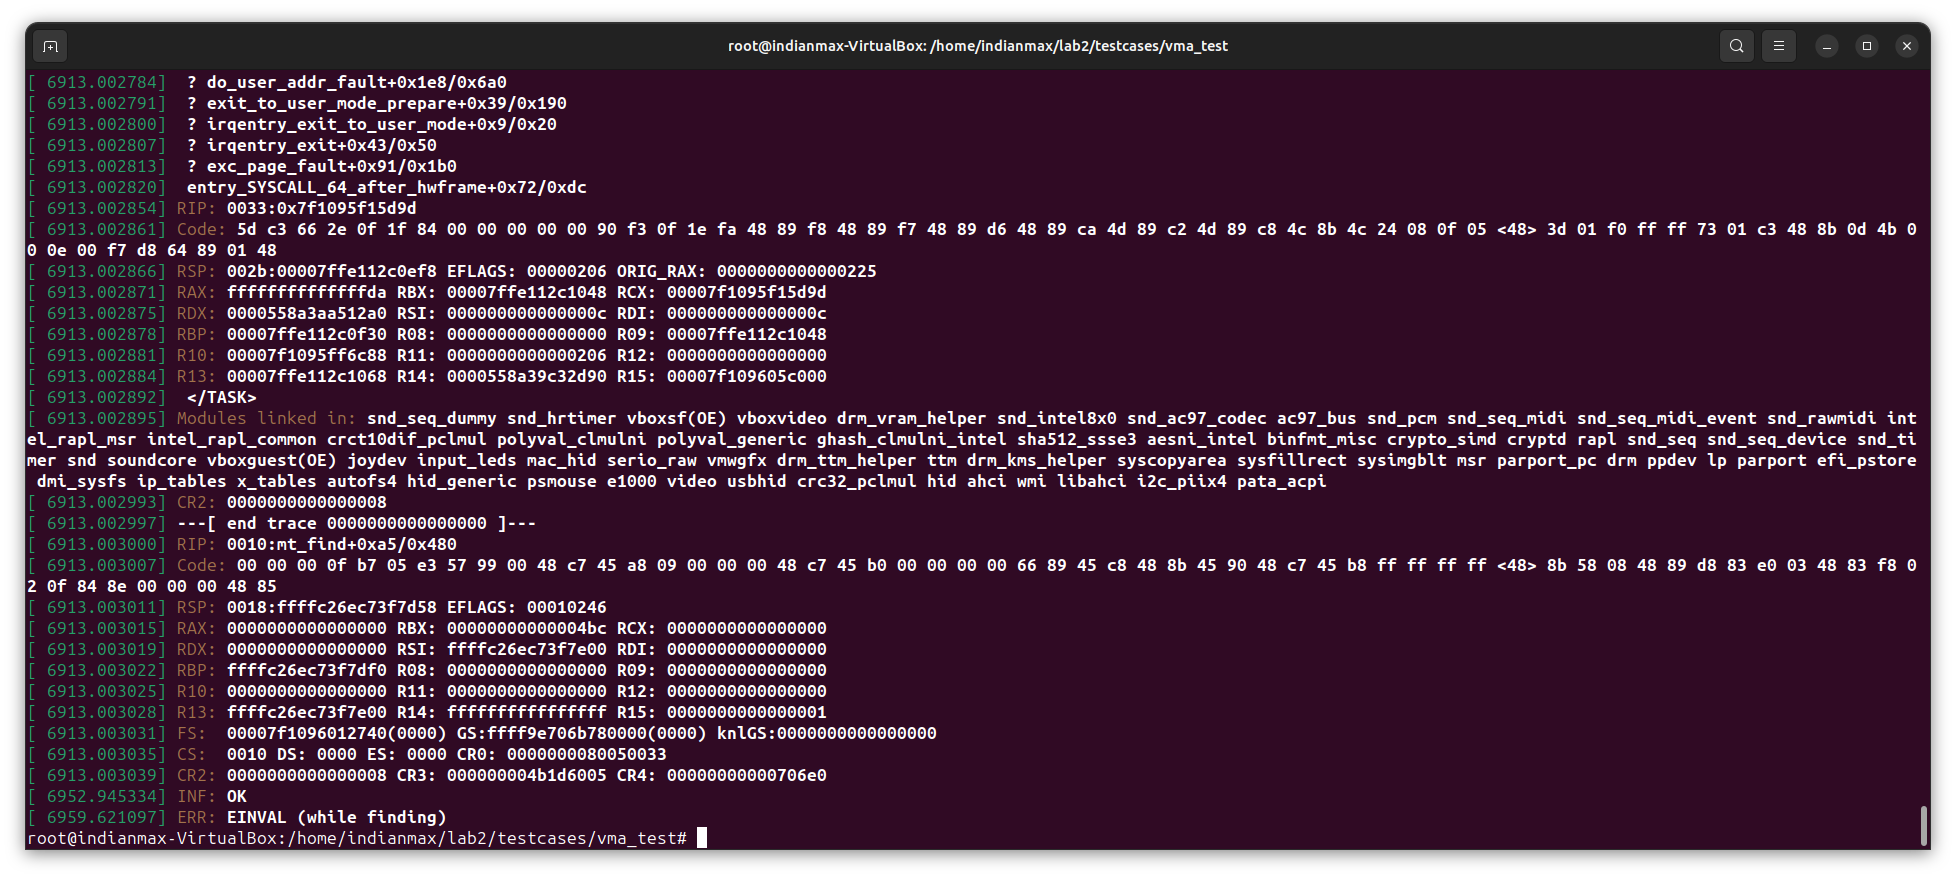 root@indianmax-VirtualBox: /home/indianmax/lab2/testcases/vma_test
[ 6913.002784]  ? do_user_addr_fault+0x1e8/0x6a0
[ 6913.002791]  ? exit_to_user_mode_prepare+0x39/0x190
[ 6913.002800]  ? irqentry_exit_to_user_mode+0x9/0x20
[ 6913.002807]  ? irqentry_exit+0x43/0x50
[ 6913.002813]  ? exc_page_fault+0x91/0x1b0
[ 6913.002820]  entry_SYSCALL_64_after_hwframe+0x72/0xdc
[ 6913.002854] RIP: 0033:0x7f1095f15d9d
[ 6913.002861] Code: 5d c3 66 2e 0f 1f 84 00 00 00 00 00 90 f3 0f 1e fa 48 89 f8 48 89 f7 48 89 d6 48 89 ca 4d 89 c2 4d 89 c8 4c 8b 4c 24 08 0f 05 <48> 3d 01 f0 ff ff 73 01 c3 48 8b 0d 4b 0
0 0e 00 f7 d8 64 89 01 48
[ 6913.002866] RSP: 002b:00007ffe112c0ef8 EFLAGS: 00000206 ORIG_RAX: 0000000000000225
[ 6913.002871] RAX: ffffffffffffffda RBX: 00007ffe112c1048 RCX: 00007f1095f15d9d
[ 6913.002875] RDX: 0000558a3aa512a0 RSI: 000000000000000c RDI: 000000000000000c
[ 6913.002878] RBP: 00007ffe112c0f30 R08: 0000000000000000 R09: 00007ffe112c1048
[ 6913.002881] R10: 00007f1095ff6c88 R11: 0000000000000206 R12: 0000000000000000
[ 6913.002884] R13: 00007ffe112c1068 R14: 0000558a39c32d90 R15: 00007f109605c000
[ 6913.002892]  </TASK>
[ 6913.002895] Modules linked in: snd_seq_dummy snd_hrtimer vboxsf(OE) vboxvideo drm_vram_helper snd_intel8x0 snd_ac97_codec ac97_bus snd_pcm snd_seq_midi snd_seq_midi_event snd_rawmidi int
el_rapl_msr intel_rapl_common crct10dif_pclmul polyval_clmulni polyval_generic ghash_clmulni_intel sha512_ssse3 aesni_intel binfmt_misc crypto_simd cryptd rapl snd_seq snd_seq_device snd_ti
mer snd soundcore vboxguest(OE) joydev input_leds mac_hid serio_raw vmwgfx drm_ttm_helper ttm drm_kms_helper syscopyarea sysfillrect sysimgblt msr parport_pc drm ppdev lp parport efi_pstore
 dmi_sysfs ip_tables x_tables autofs4 hid_generic psmouse e1000 video usbhid crc32_pclmul hid ahci wmi libahci i2c_piix4 pata_acpi
[ 6913.002993] CR2: 0000000000000008
[ 6913.002997] ---[ end trace 0000000000000000 ]---
[ 6913.003000] RIP: 0010:mt_find+0xa5/0x480
[ 6913.003007] Code: 00 00 00 0f b7 05 e3 57 99 00 48 c7 45 a8 09 00 00 00 48 c7 45 b0 00 00 00 00 66 89 45 c8 48 8b 45 90 48 c7 45 b8 ff ff ff ff <48> 8b 58 08 48 89 d8 83 e0 03 48 83 f8 0
2 0f 84 8e 00 00 00 48 85
[ 6913.003011] RSP: 0018:ffffc26ec73f7d58 EFLAGS: 00010246
[ 6913.003015] RAX: 0000000000000000 RBX: 00000000000004bc RCX: 0000000000000000
[ 6913.003019] RDX: 0000000000000000 RSI: ffffc26ec73f7e00 RDI: 0000000000000000
[ 6913.003022] RBP: ffffc26ec73f7df0 R08: 0000000000000000 R09: 0000000000000000
[ 6913.003025] R10: 0000000000000000 R11: 0000000000000000 R12: 0000000000000000
[ 6913.003028] R13: ffffc26ec73f7e00 R14: ffffffffffffffff R15: 0000000000000001
[ 6913.003031] FS:  00007f1096012740(0000) GS:ffff9e706b780000(0000) knlGS:0000000000000000
[ 6913.003035] CS:  0010 DS: 0000 ES: 0000 CR0: 0000000080050033
[ 6913.003039] CR2: 0000000000000008 CR3: 000000004b1d6005 CR4: 00000000000706e0
[ 6952.945334] INF: OK
[ 6959.621097] ERR: EINVAL (while finding)
root@indianmax-VirtualBox:/home/indianmax/lab2/testcases/vma_test#